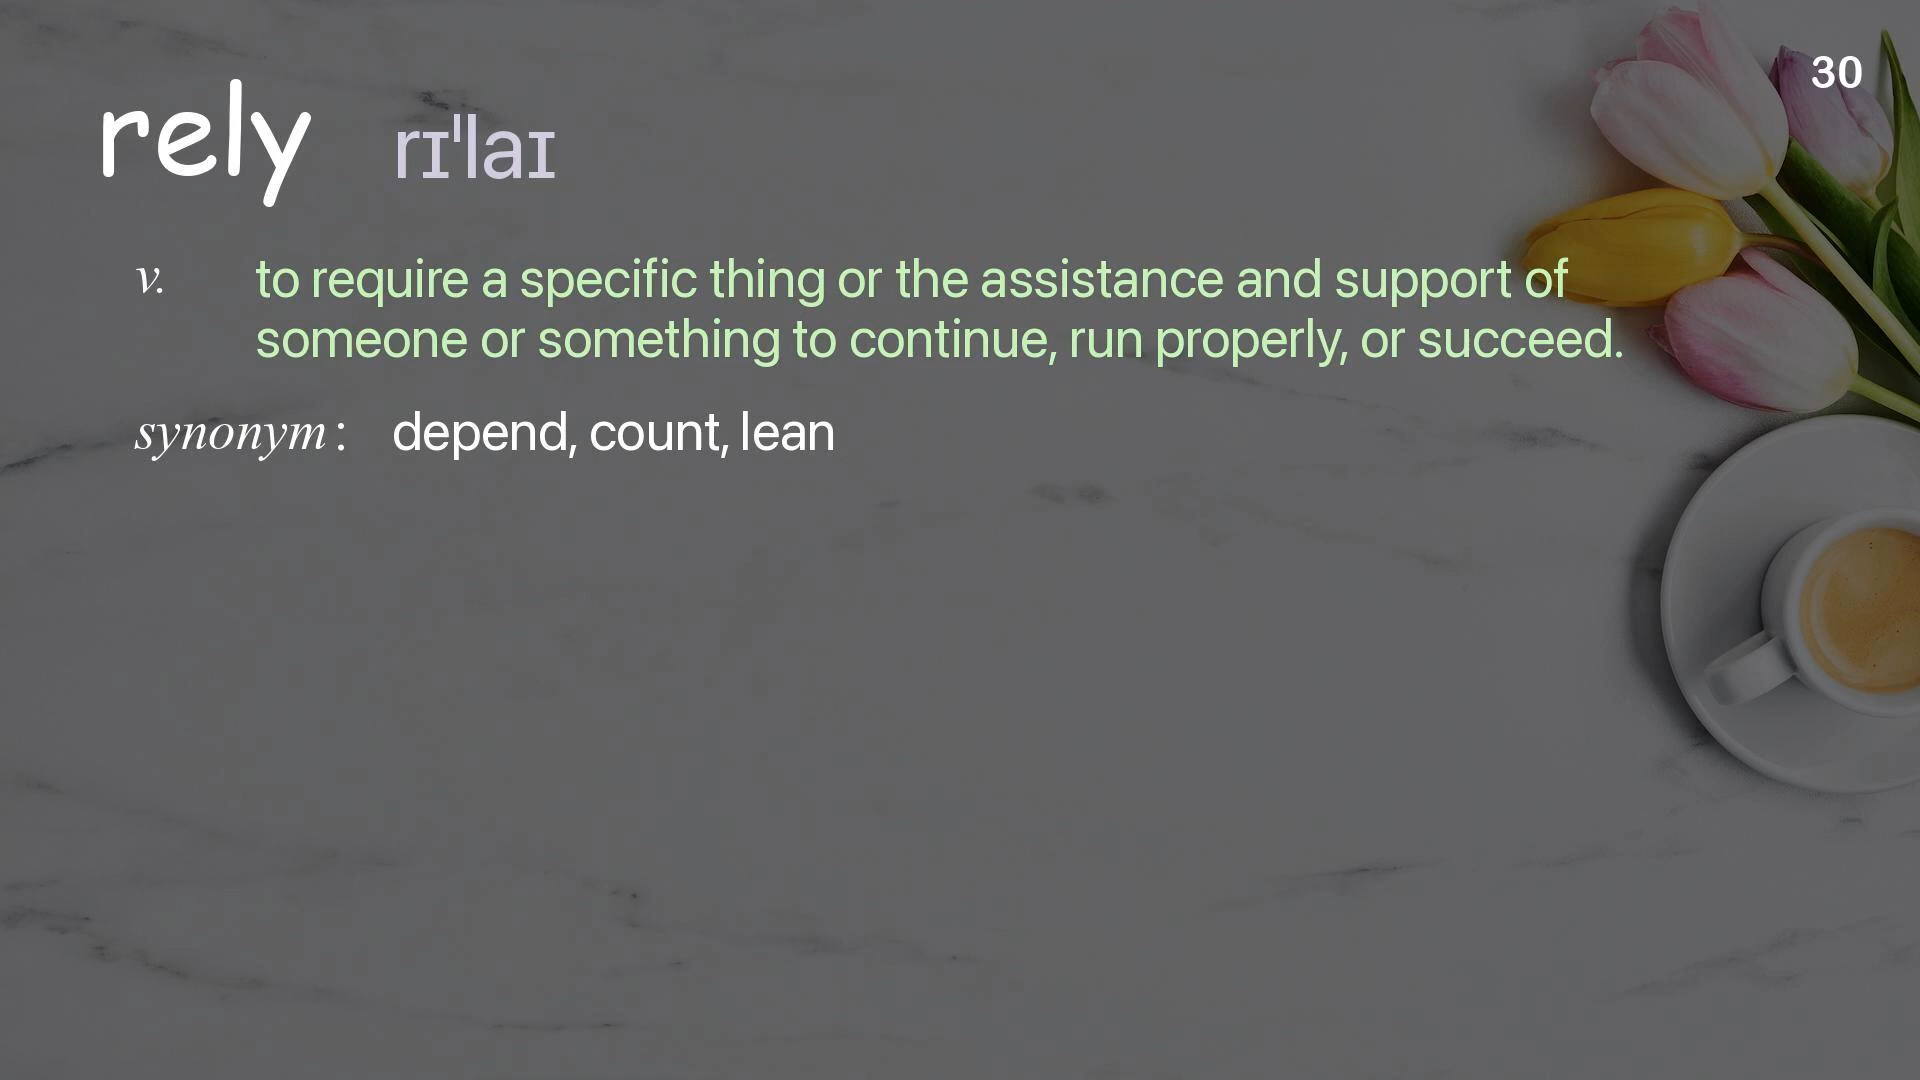 30
rely rɪˈlaɪ
v. to require a specific thing or the assistance and support of
someone or something to continue, run properly, or succeed.
synonym : depend, count, lean